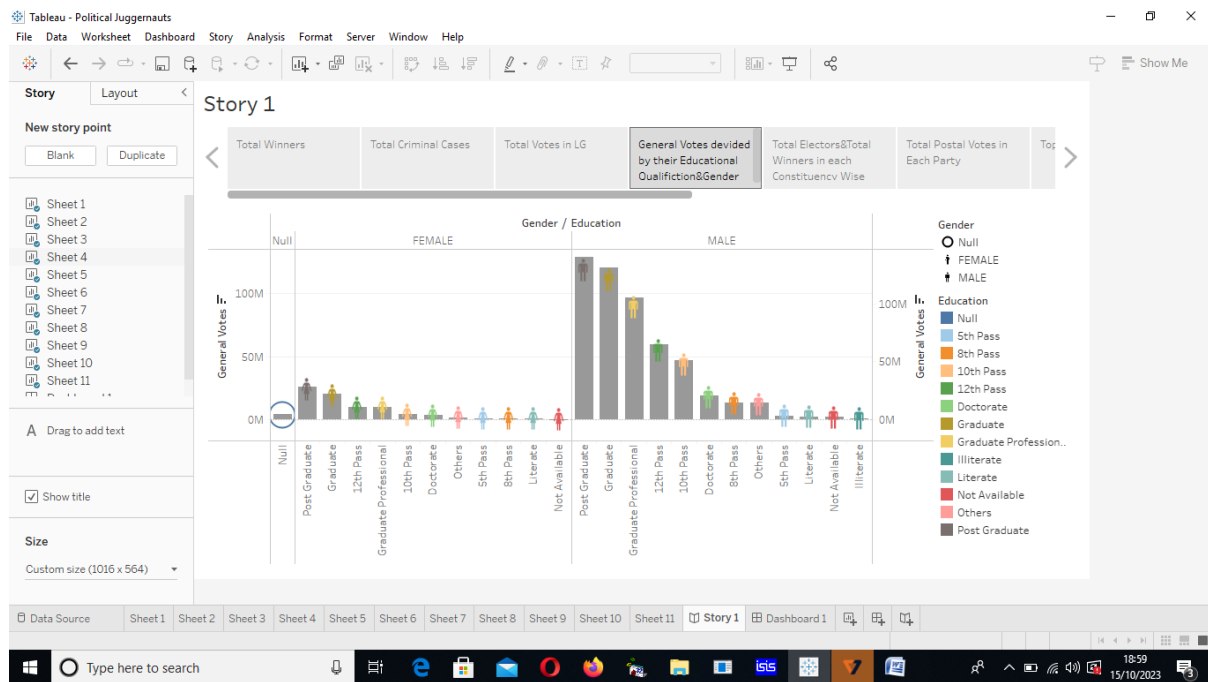 Tableau - Political Juggernauts
File Data Worksheet Dashboard Story Analysis Format Server Window Help
Show Me
Story Layout
New story point
Blank Duplicate
Sheet 1
Sheet 2
Sheet 3
Sheet 4
Sheet 5
Sheet 6
Sheet 7
Sheet 8
Sheet 9
Sheet 10
Sheet 11
A Drag to add text
Show title
Size
Custom size (1016 x 564)
Story 1
Total Winners
Total Criminal Cases
Total Votes in LG
General Votes devided
by their Educational
Qualifiction&Gender
Total Electors&Total
Winners in each
Constituency Wise
Total Postal Votes in
Each Party
Top
Gender / Education
Null FEMALE MALE
General Votes
100M
50M
0M
100M
50M
0M
General Votes
Null
Post Graduate
Graduate
12th Pass
Graduate Professional
10th Pass
Doctorate
Others
5th Pass
8th Pass
Literate
Not Available
Post Graduate
Graduate
Graduate Professional
12th Pass
10th Pass
Doctorate
8th Pass
Others
5th Pass
Literate
Not Available
Illiterate
Gender
Null
FEMALE
MALE
Education
Null
5th Pass
8th Pass
10th Pass
12th Pass
Doctorate
Graduate
Graduate Profession..
Illiterate
Literate
Not Available
Others
Post Graduate
Data Source Sheet 1 Sheet 2 Sheet 3 Sheet 4 Sheet 5 Sheet 6 Sheet 7 Sheet 8 Sheet 9 Sheet 10 Sheet 11 Story 1 Dashboard 1
Type here to search
isis
18:59
15/10/2023
3